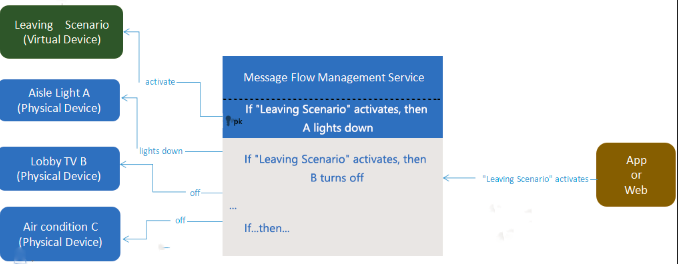 Leaving Scenario
(Virtual Device)
activate
Aisle Light A
(Physical Device)
lights down
Lobby TV B
(Physical Device)
off
Air condition C
(Physical Device)
off
Message Flow Management Service
If "Leaving Scenario" activates, then
A lights down
pk
If "Leaving Scenario" activates, then
B turns off
...
If...then...
"Leaving Scenario" activates
App
or
Web